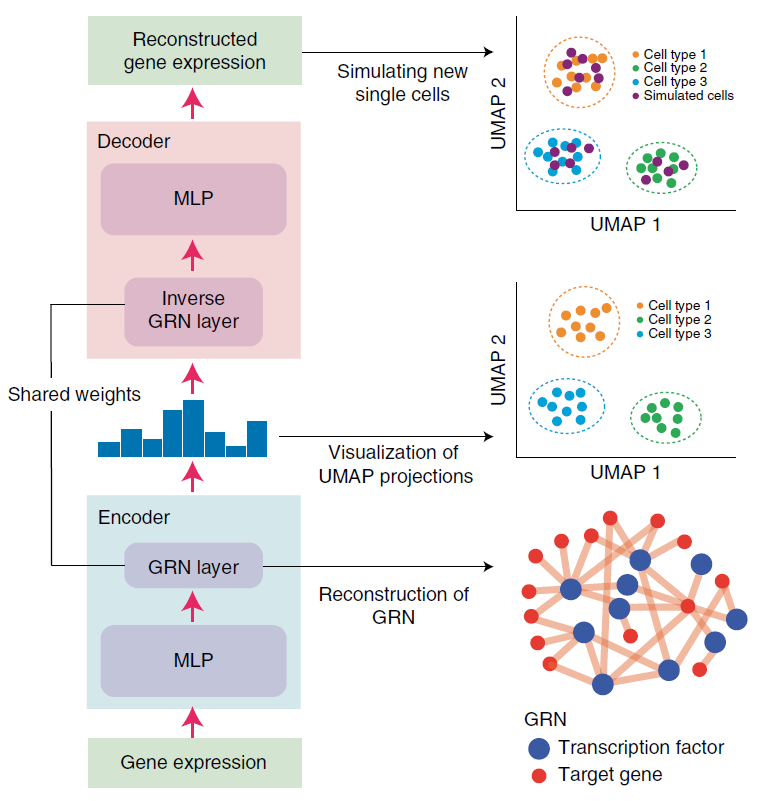 Reconstructed
gene expression
Simulating new
single cells
UMAP 2
Cell type 1
Cell type 2
Cell type 3
Simulated cells
UMAP 1
Decoder
MLP
Inverse
GRN layer
Shared weights
Visualization of
UMAP projections
UMAP 2
Cell type 1
Cell type 2
Cell type 3
UMAP 1
Encoder
GRN layer
Reconstruction of
GRN
MLP
Gene expression
GRN
Transcription factor
Target gene